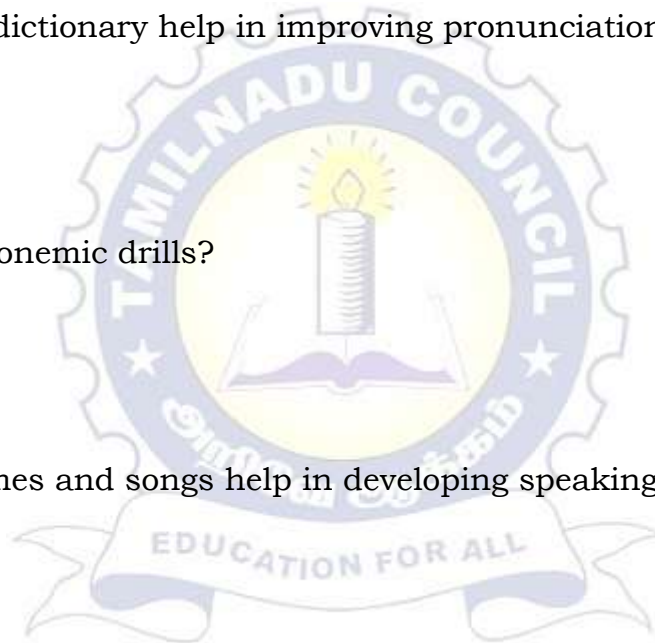 dictionary help in improving pronunciation
TAMILNADU COUNCIL
onemic drills?
nes and songs help in developing speaking
EDUCATION FOR ALL